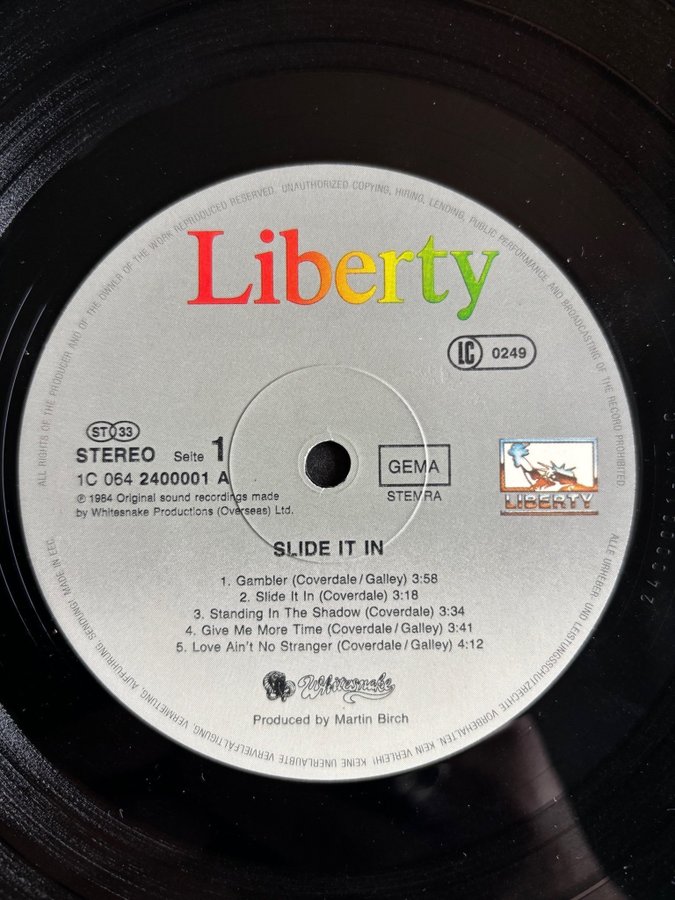 ALL RIGHTS OF THE PRODUCER AND OF THE OWNER OF THE WORK REPRODUCED RESERVED. UNAUTHORIZED COPYING, HIRING, LENDING, PUBLIC PERFORMANCE AND BROADCASTING OF THE RECORD PROHIBITED.
Liberty
LC 0249
ST 33
STEREO Seite 1
1C 064 2400001 A
℗ 1984 Original sound recordings made
by Whitesnake Productions (Overseas) Ltd.
GEMA
STEMRA
LIBERTY
SLIDE IT IN
1. Gambler (Coverdale/Galley) 3:58
2. Slide It In (Coverdale) 3:18
3. Standing In The Shadow (Coverdale) 3:34
4. Give Me More Time (Coverdale/Galley) 3:41
5. Love Ain't No Stranger (Coverdale/Galley) 4:12
Whitesnake
Produced by Martin Birch
ALLE URHEBER- UND LEISTUNGSSCHUTZRECHTE VORBEHALTEN. KEIN VERLEIH! KEINE UNERLAUBTE VERVIELFÄLTIGUNG, VERMIETUNG, AUFFÜHRUNG, SENDUNG! MADE IN EEC.